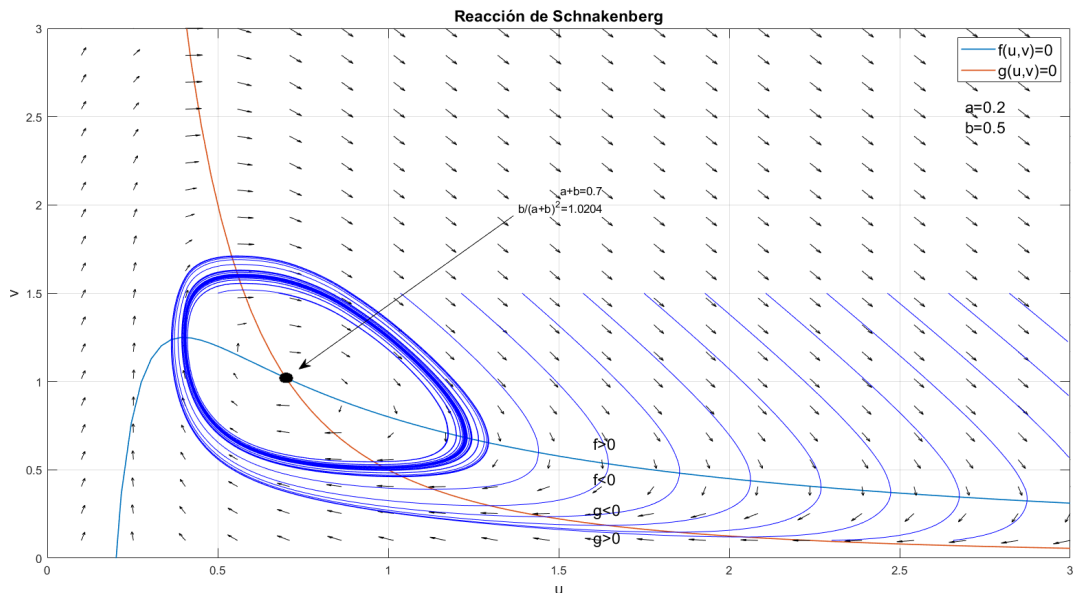 Reacción de Schnakenberg
f(u,v)=0
g(u,v)=0
a=0.2
b=0.5
a+b=0.7
b/(a+b)²=1.0204
f>0
f<0
g<0
g>0
v
3
2.5
2
1.5
1
0.5
0
0 0.5 1 1.5 2 2.5 3
u